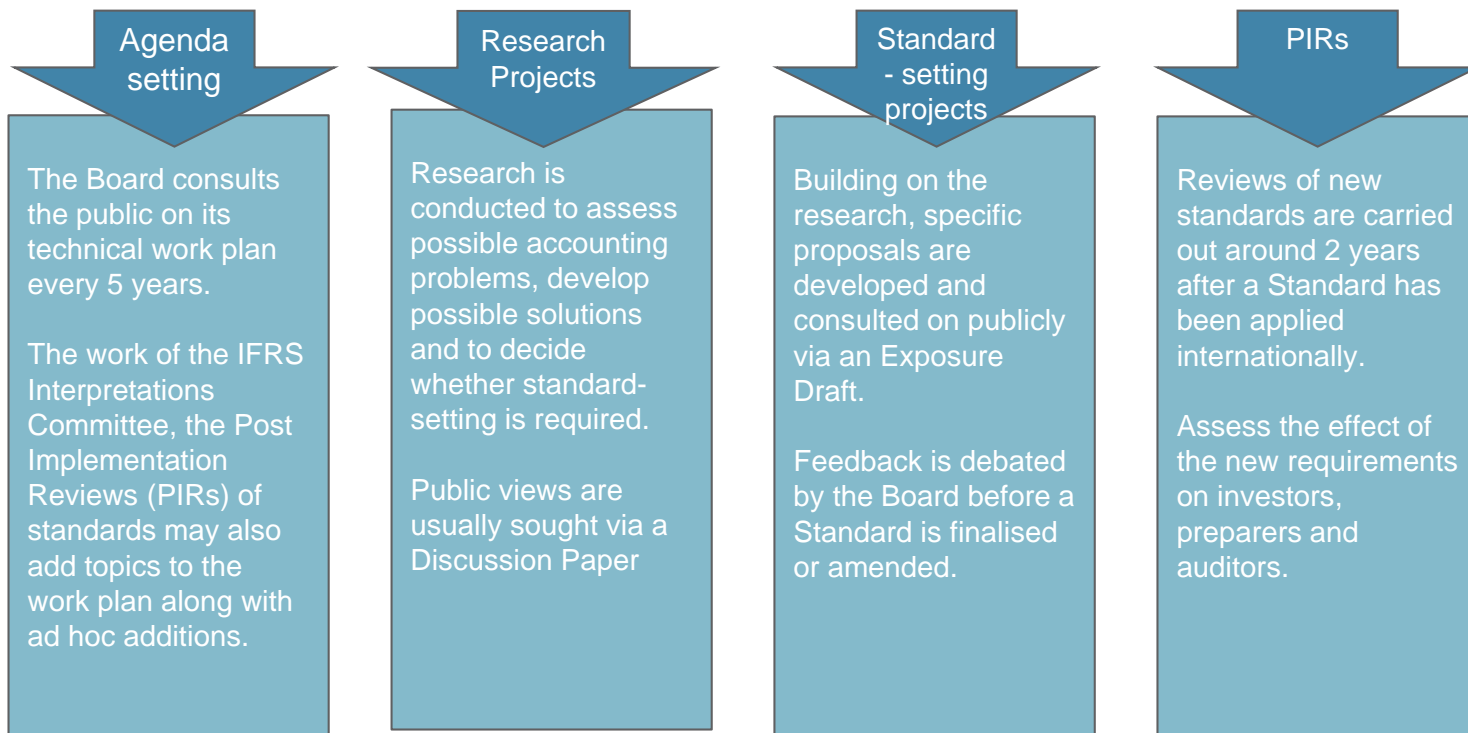 Agenda
setting
The Board consults
the public on its
technical work plan
every 5 years.
The work of the IFRS
Interpretations
Committee, the Post
Implementation
Reviews (PIRs) of
standards may also
add topics to the
work plan along with
ad hoc additions.
Research
Projects
Research is
conducted to assess
possible accounting
problems, develop
possible solutions
and to decide
whether standard-
setting is required.
Public views are
usually sought via a
Discussion Paper
Standard
- setting
projects
Building on the
research, specific
proposals are
developed and
consulted on publicly
via an Exposure
Draft.
Feedback is debated
by the Board before a
Standard is finalised
or amended.
PIRs
Reviews of new
standards are carried
out around 2 years
after a Standard has
been applied
internationally.
Assess the effect of
the new requirements
on investors,
preparers and
auditors.